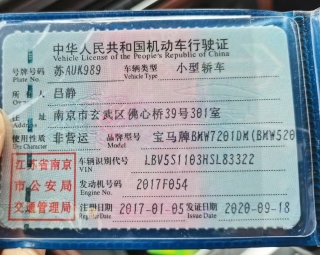 中华人民共和国机动车行驶证
Vehicle License of the People's Republic of China
号牌号码 苏AUK989 车辆类型 小型轿车
Plate No. Vehicle Type
人 吕静
南京市玄武区佛心桥39号301室
使用性质 非营运 品牌型号 宝马牌BMW7201DM(BMW520
Use Character Model
江苏省南京市公安局交通管理局
车辆识别代号 LBV5S1103HSL83322
VIN
发动机号码 2017F054
Engine No.
注册日期 2017-01-05 发证日期 2020-09-18
Register Date Issue Date